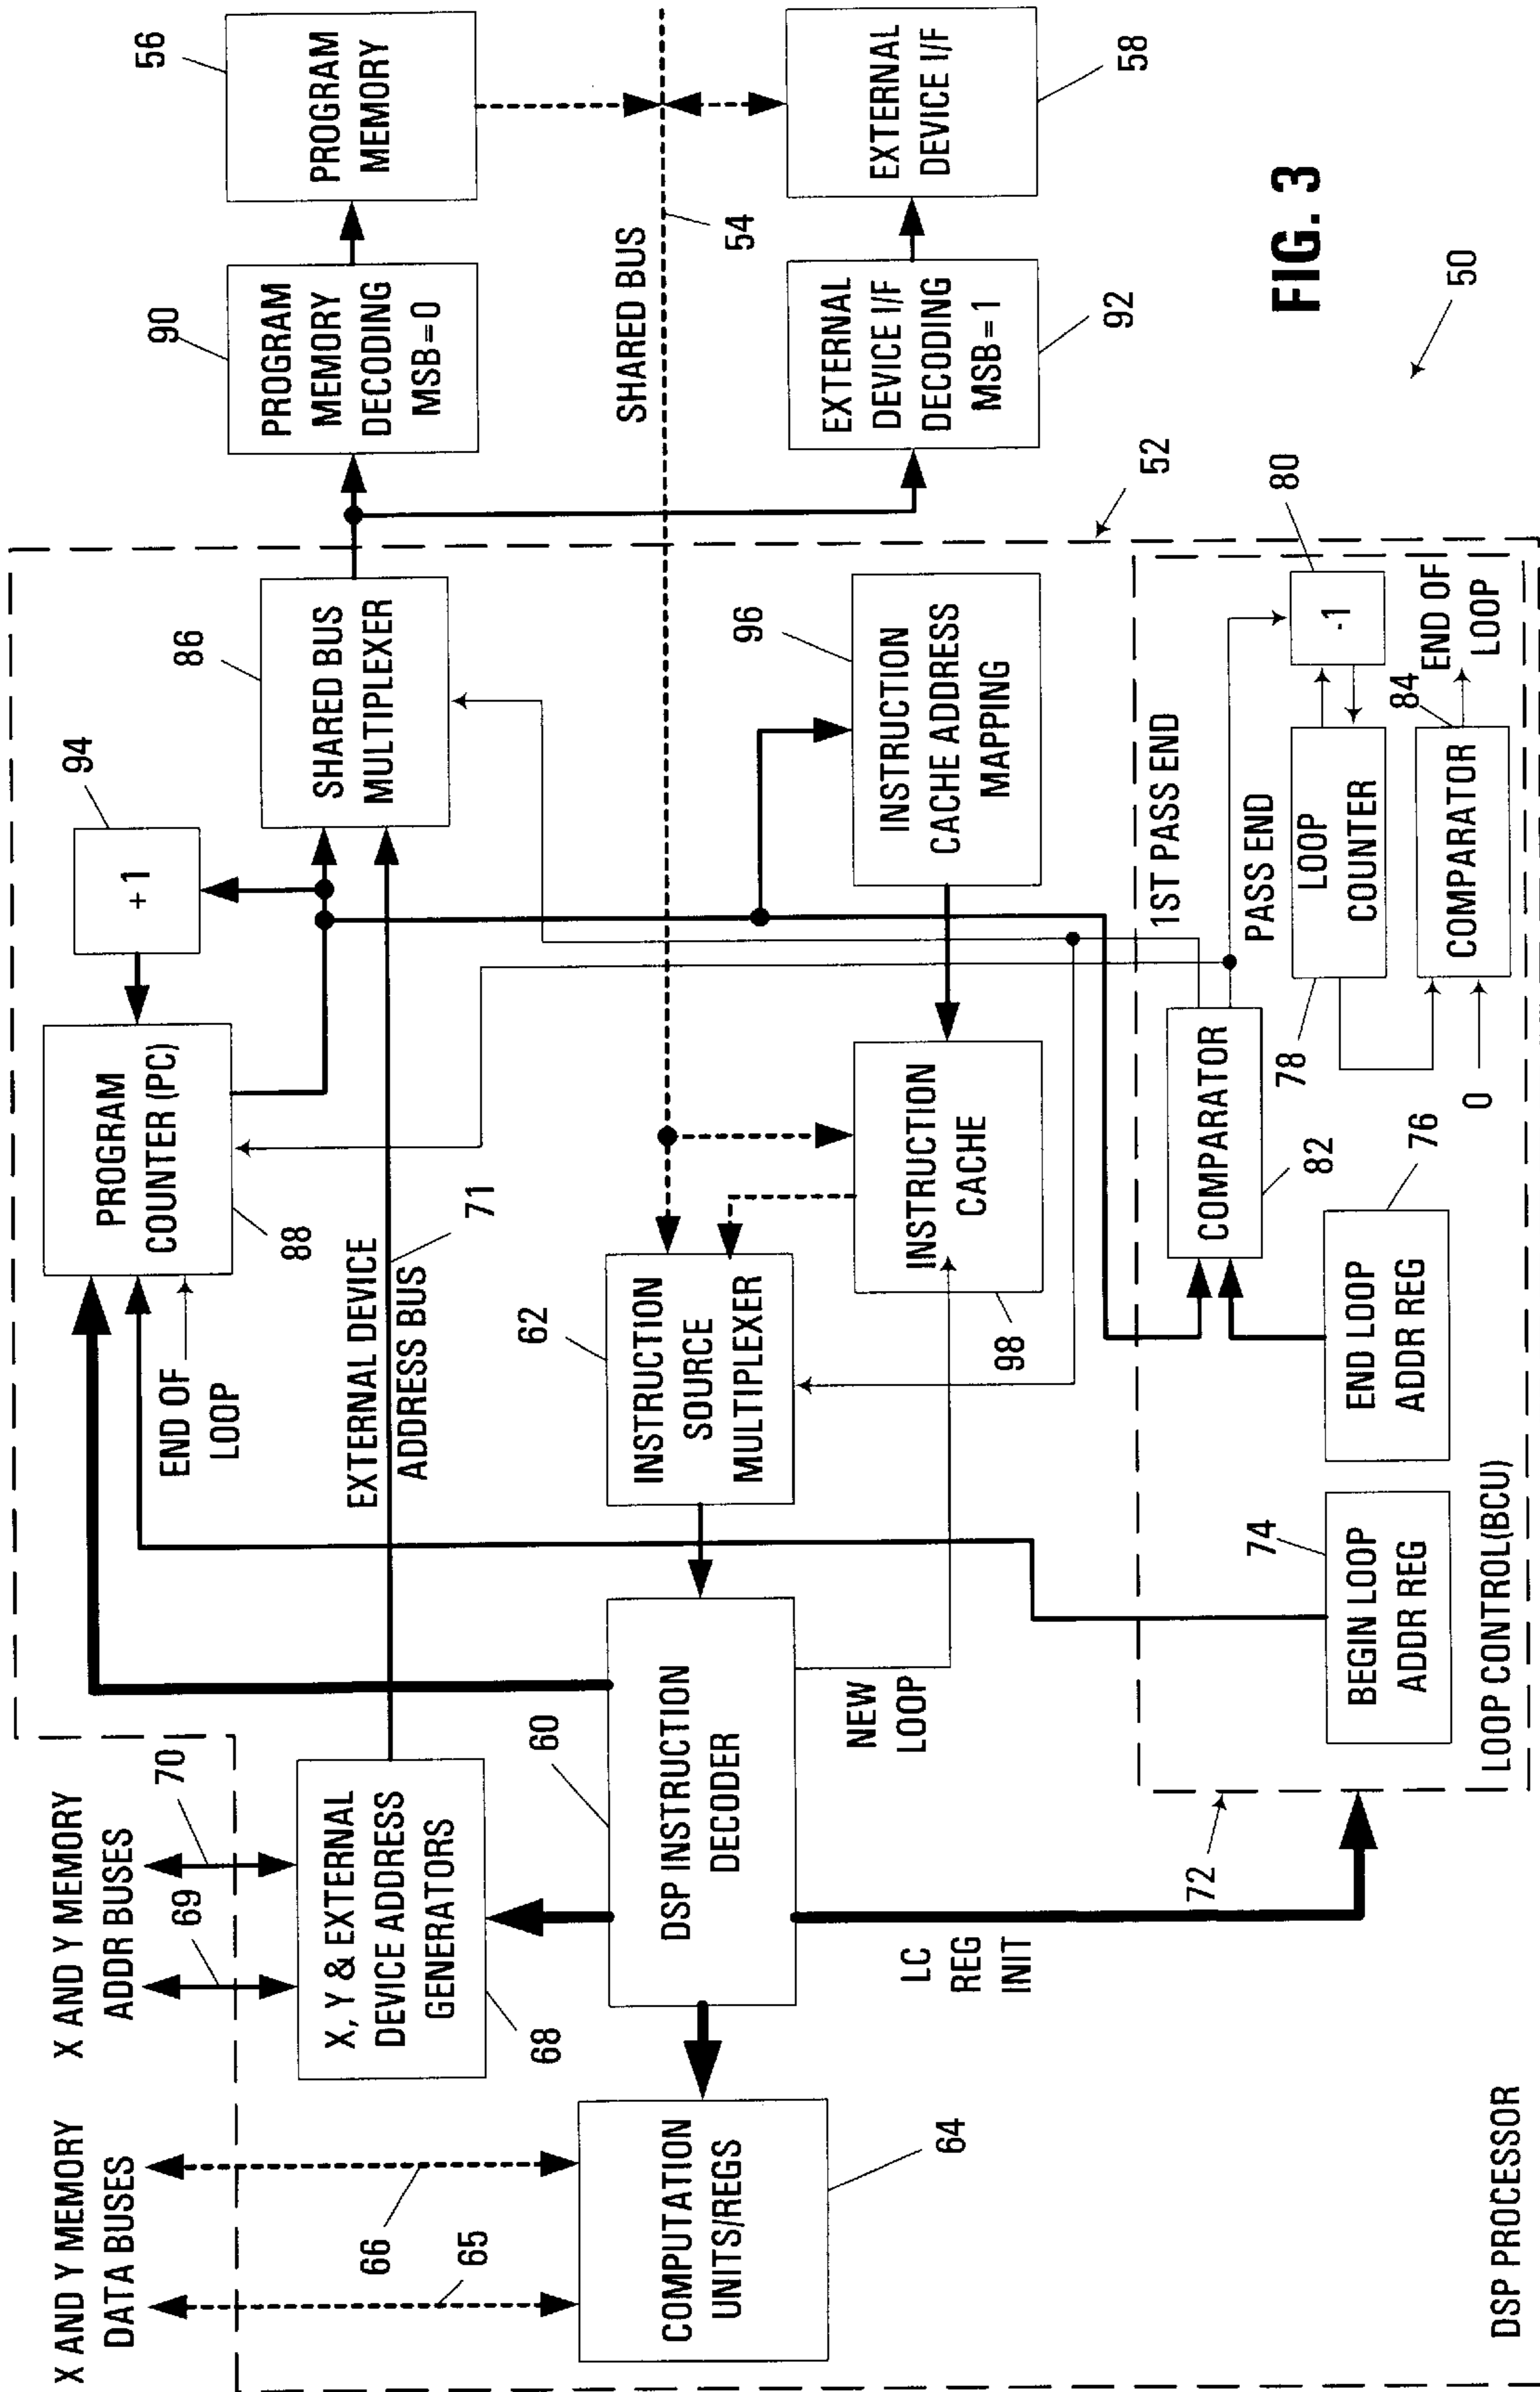 X AND Y MEMORY
DATA BUSES
X AND Y MEMORY
ADDR BUSES
66
65
69
70
COMPUTATION
UNITS/REGS
64
X, Y & EXTERNAL
DEVICE ADDRESS
GENERATORS
68
60
DSP INSTRUCTION
DECODER
LC
REG
INIT
NEW
LOOP
END OF
LOOP
EXTERNAL DEVICE
ADDRESS BUS
71
PROGRAM
COUNTER (PC)
88
+1
94
62
INSTRUCTION
SOURCE
MULTIPLEXER
INSTRUCTION
CACHE
98
SHARED BUS
MULTIPLEXER
86
INSTRUCTION
CACHE ADDRESS
MAPPING
96
72
74
BEGIN LOOP
ADDR REG
END LOOP
ADDR REG
76
COMPARATOR
82
1ST PASS END
PASS END
LOOP
COUNTER
78
-1
80
0
COMPARATOR
84
END OF
LOOP
LOOP CONTROL(BCU)
DSP PROCESSOR
52
PROGRAM
MEMORY
DECODING
MSB=0
90
PROGRAM
MEMORY
56
SHARED BUS
54
EXTERNAL
DEVICE I/F
DECODING
MSB=1
92
EXTERNAL
DEVICE I/F
58
50
FIG. 3